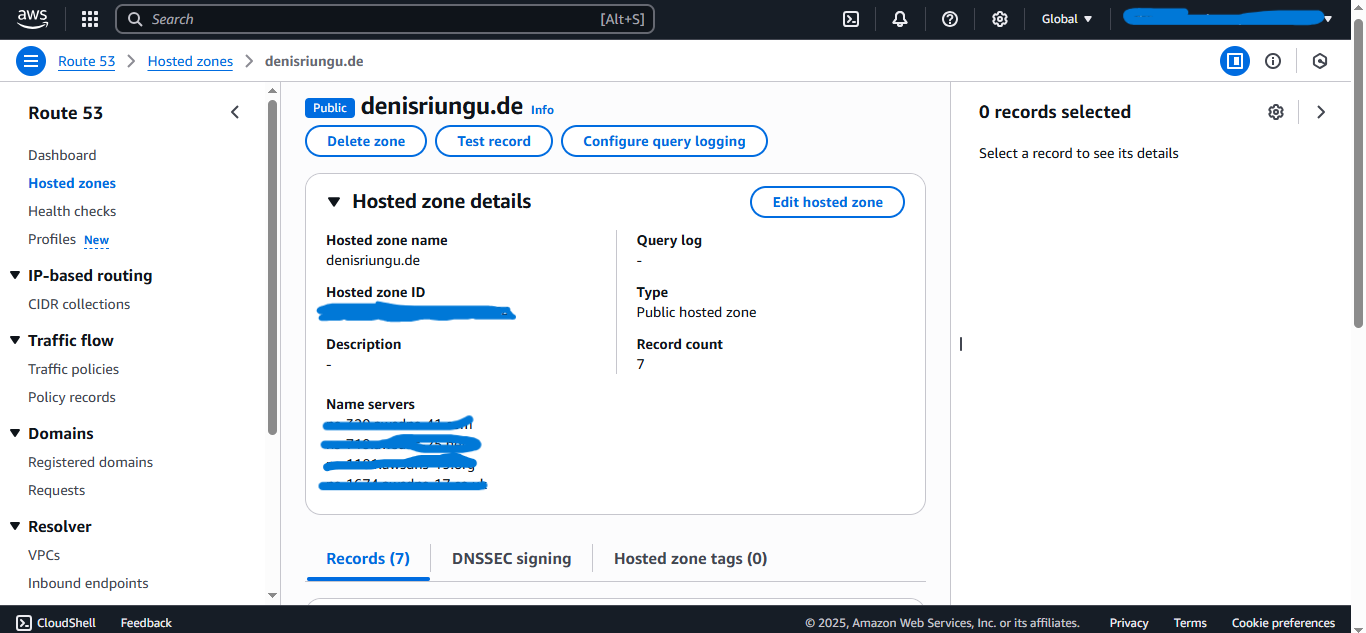 aws
Search [Alt+S]
Global
Route 53 Hosted zones denisriungu.de
Route 53
Dashboard
Hosted zones
Health checks
Profiles New
IP-based routing
CIDR collections
Traffic flow
Traffic policies
Policy records
Domains
Registered domains
Requests
Resolver
VPCs
Inbound endpoints
Public denisriungu.de Info
Delete zone Test record Configure query logging
Hosted zone details
Edit hosted zone
Hosted zone name
denisriungu.de
Hosted zone ID
Description
-
Query log
-
Type
Public hosted zone
Record count
7
Name servers
Records (7) DNSSEC signing Hosted zone tags (0)
0 records selected
Select a record to see its details
CloudShell Feedback © 2025, Amazon Web Services, Inc. or its affiliates. Privacy Terms Cookie preferences